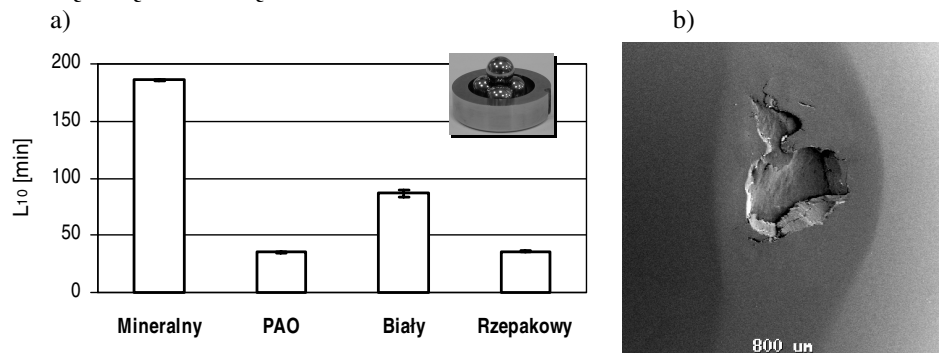 a)
b)
200
150
100
50
0
L10 [min]
Mineralny
PAO
Biały
Rzepakowy
800 um